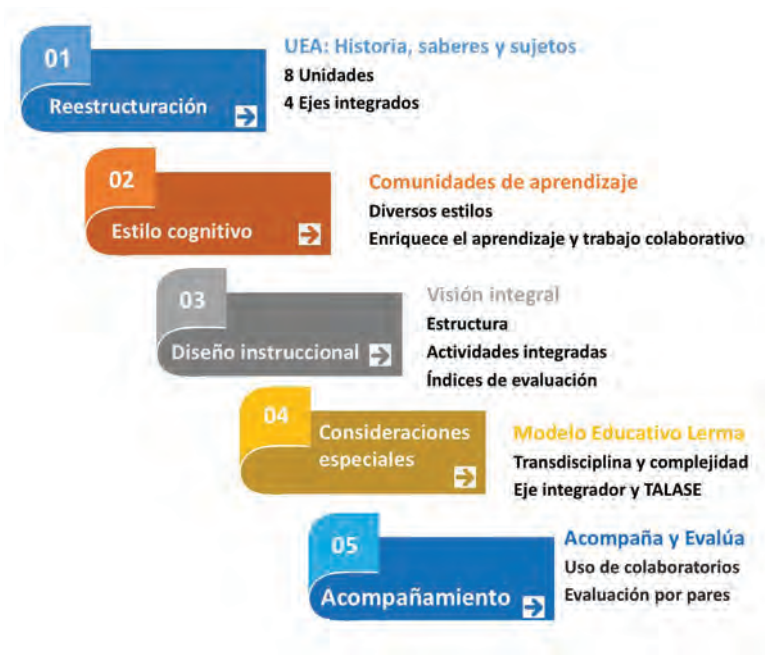 01
Reestructuración
UEA: Historia, saberes y sujetos
8 Unidades
4 Ejes integrados
02
Estilo cognitivo
Comunidades de aprendizaje
Diversos estilos
Enriquece el aprendizaje y trabajo colaborativo
03
Diseño instruccional
Visión integral
Estructura
Actividades integradas
Índices de evaluación
04
Consideraciones
especiales
Modelo Educativo Lerma
Transdisciplina y complejidad
Eje integrador y TALASE
05
Acompañamiento
Acompaña y Evalúa
Uso de colaboratorios
Evaluación por pares